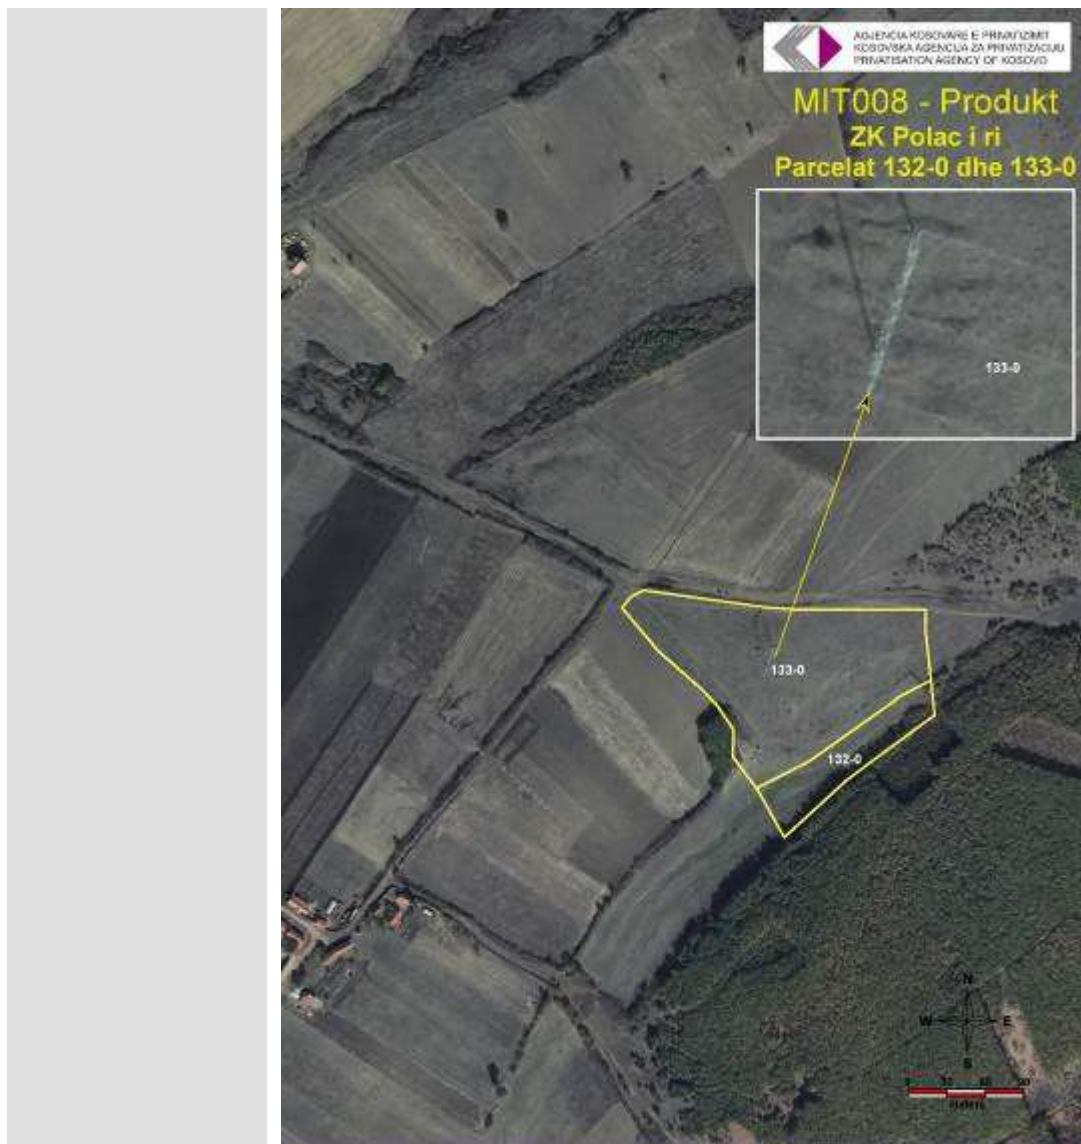 AGJENCIA KOSOVARE E PRIVATIZIMIT
KOSOVSKA AGENCIJA ZA PRIVATIZACIJU
PRIVATISATION AGENCY OF KOSOVO
MIT008 - Produkt
ZK Polac i ri
Parcelat 132-0 dhe 133-0
133-0
133-0
132-0
N
W E
S
Meters